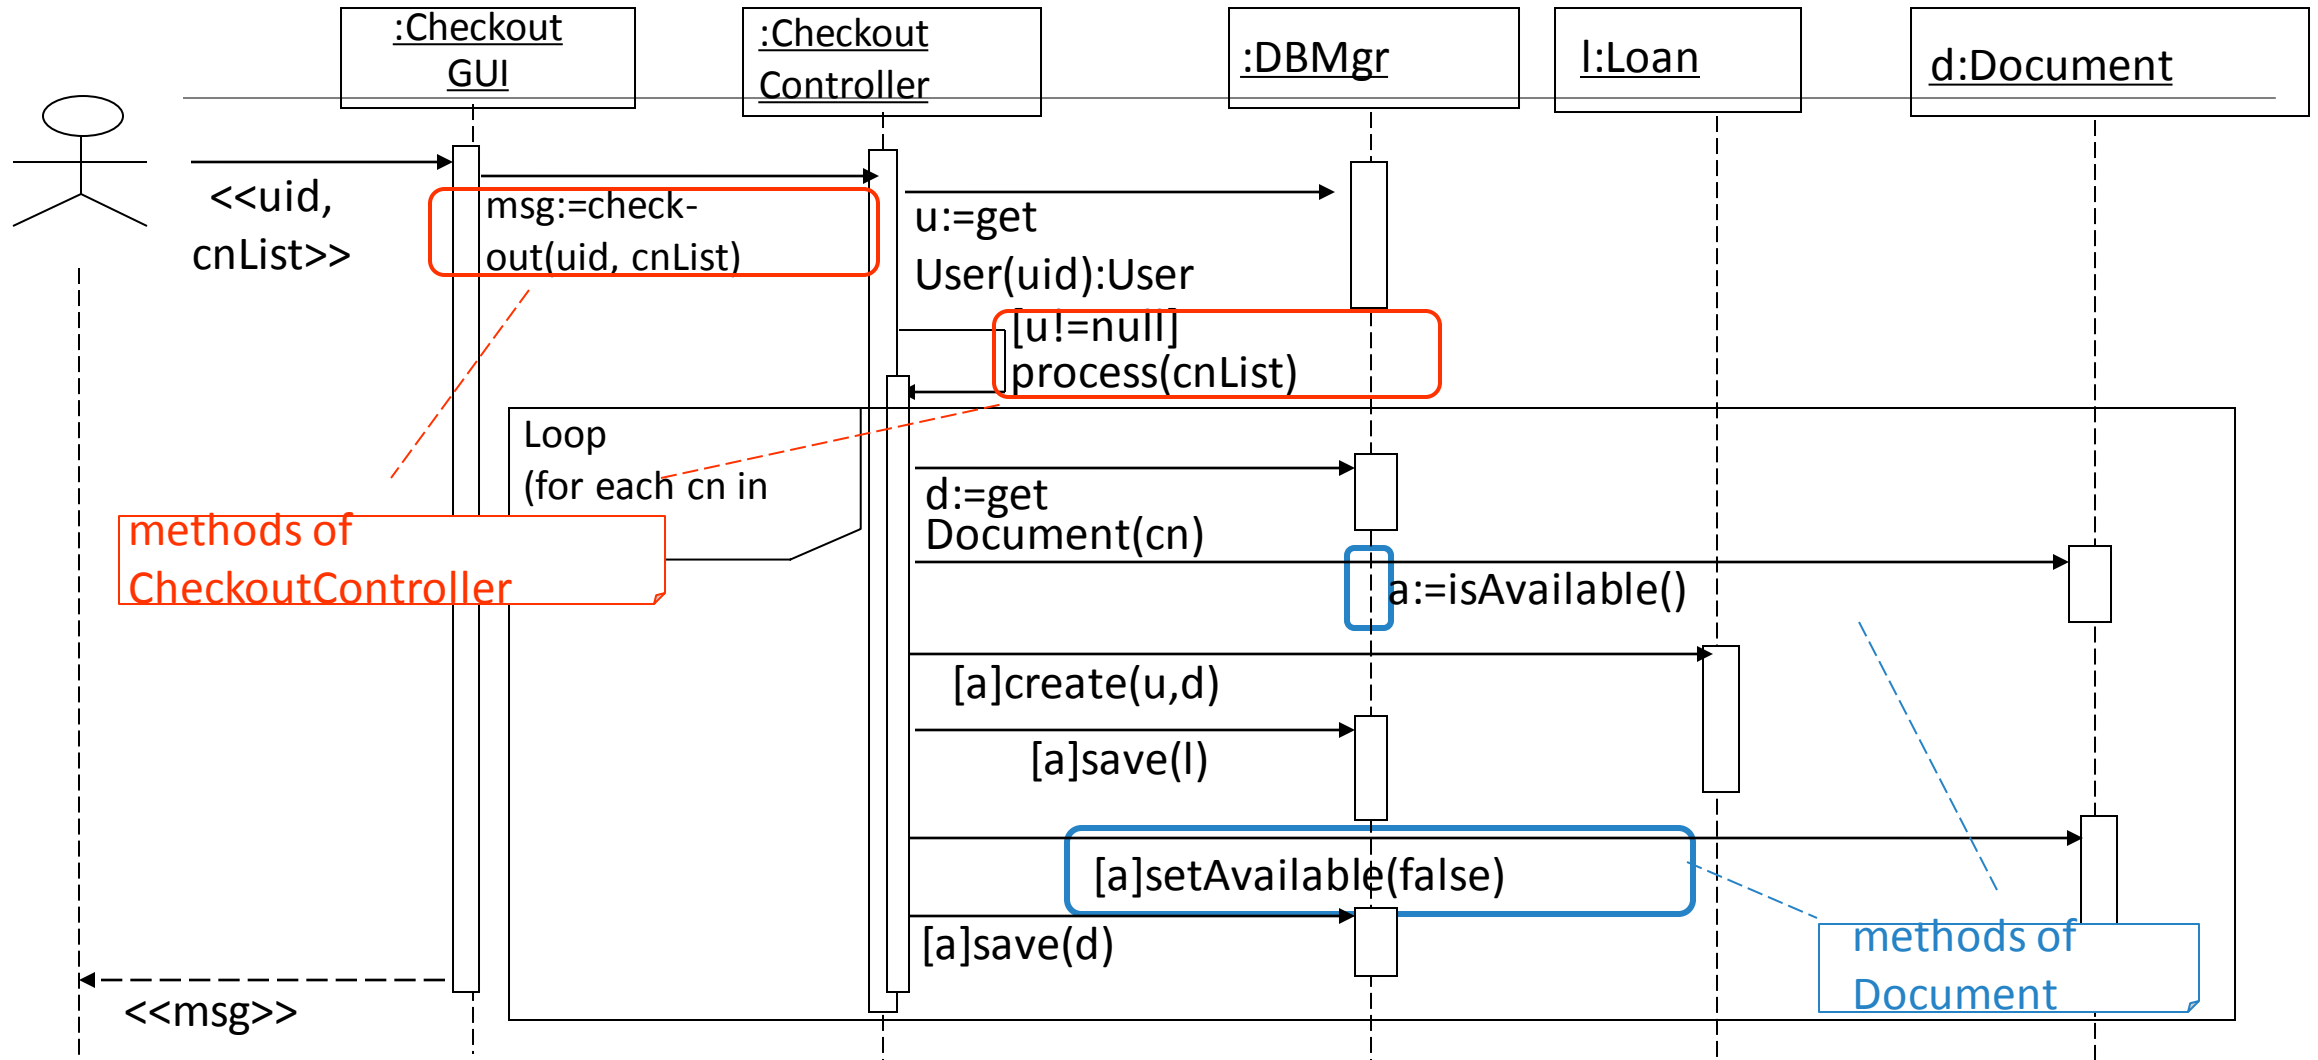 :Checkout
GUI
:Checkout
Controller
:DBMgr
l:Loan
d:Document
<<uid,
cnList>>
msg:=check-
out(uid, cnList)
u:=get
User(uid):User
[u!=null]
process(cnList)
Loop
(for each cn in
d:=get
Document(cn)
methods of
CheckoutController
a:=isAvailable()
[a]create(u,d)
[a]save(l)
[a]setAvailable(false)
[a]save(d)
methods of
Document
<<msg>>